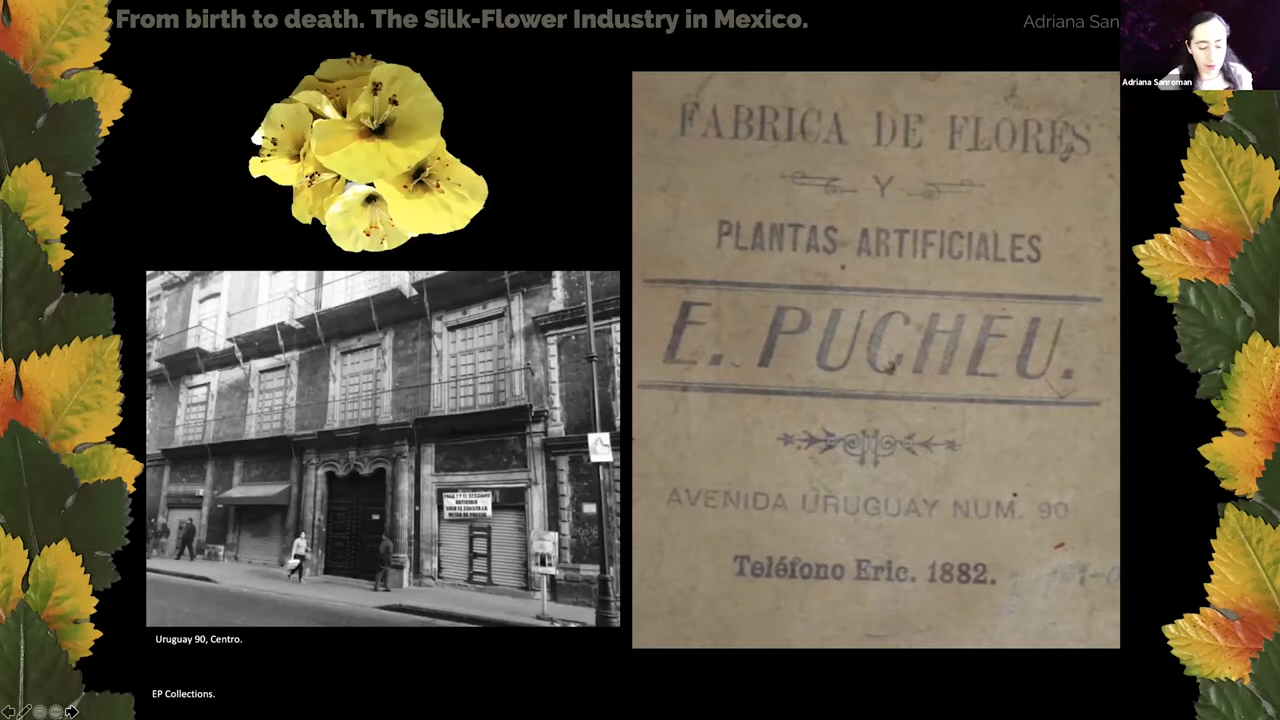 From birth to death. The Silk-Flower Industry in Mexico.
Adriana San
Adriana Sanroman
FABRICA DE FLORES
Y
PLANTAS ARTIFICIALES
E. PUCHEU.
AVENIDA URUGUAY NUM. 90
Teléfono Eric. 1882.
Uruguay 90, Centro.
EP Collections.